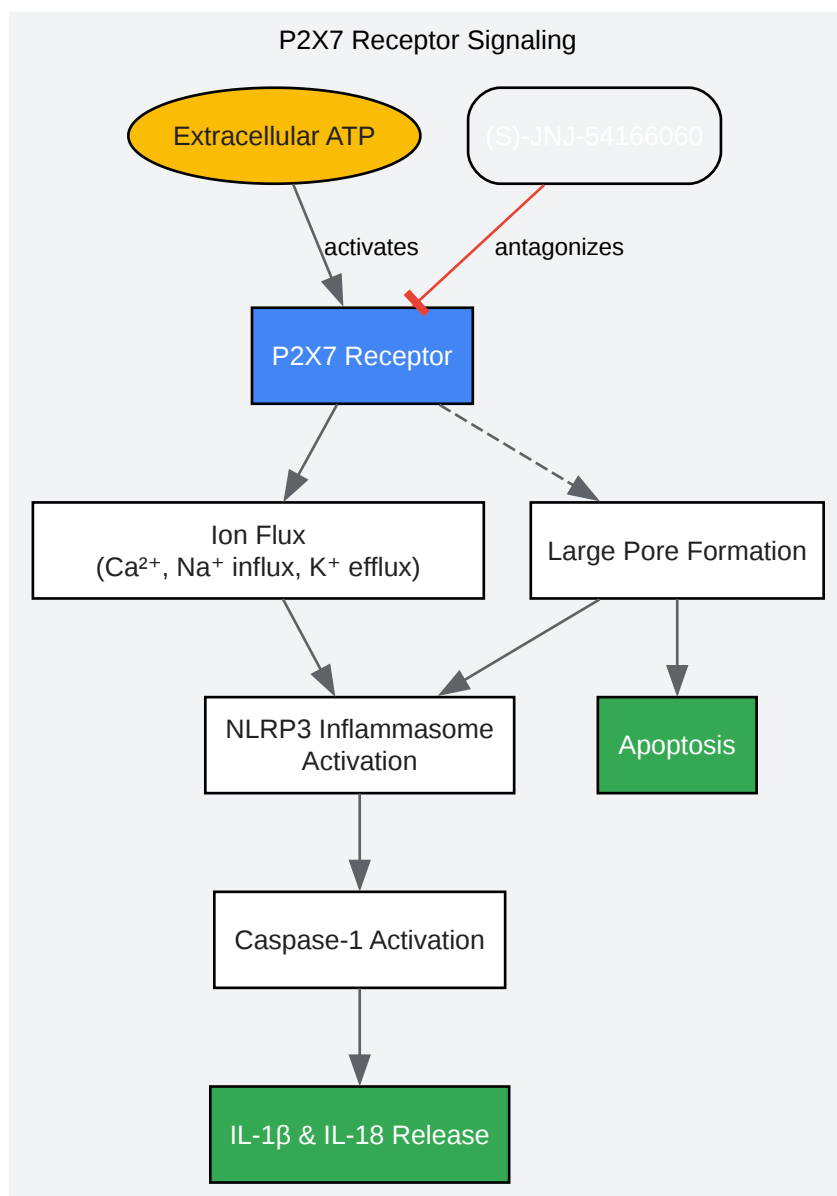 P2X7 Receptor Signaling
Extracellular ATP
(S)-JNJ-54166060
activates
antagonizes
P2X7 Receptor
Ion Flux
(Ca²⁺, Na⁺ influx, K⁺ efflux)
Large Pore Formation
NLRP3 Inflammasome
Activation
Apoptosis
Caspase-1 Activation
IL-1β & IL-18 Release